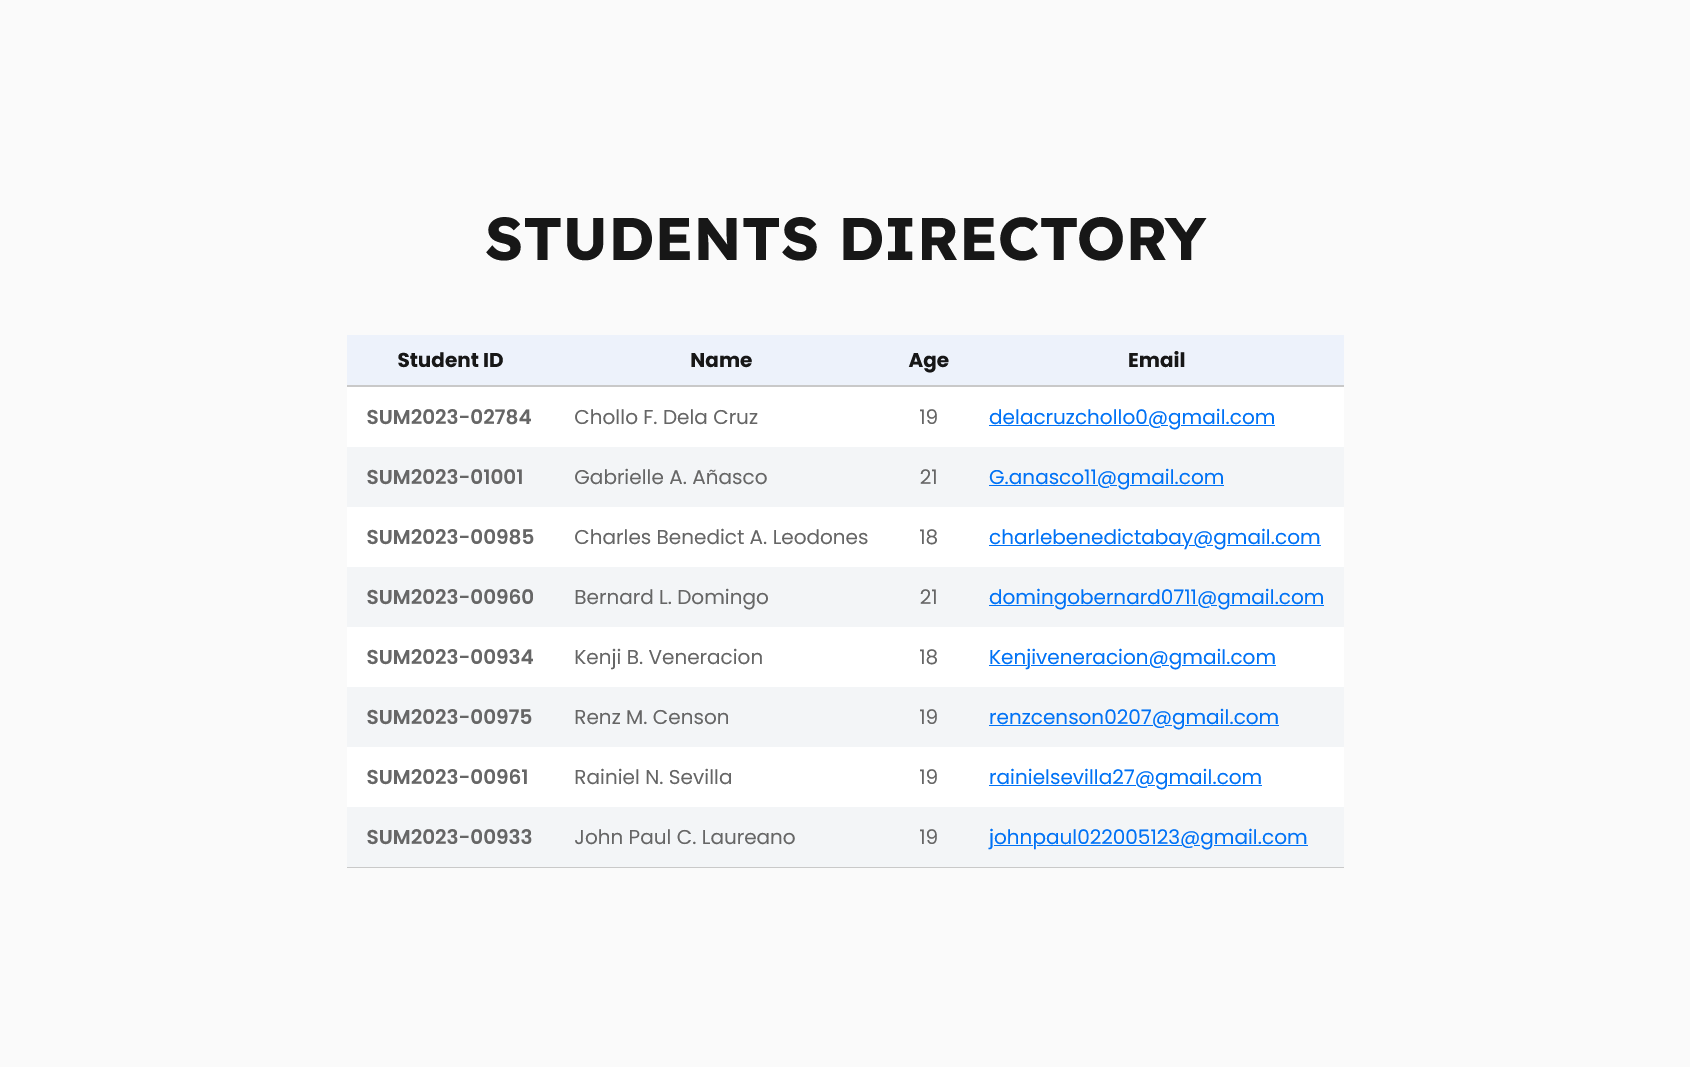 STUDENTS DIRECTORY
Student ID Name Age Email
SUM2023-02784 Chollo F. Dela Cruz 19 delacruzchollo0@gmail.com
SUM2023-01001 Gabrielle A. Añasco 21 G.anasco11@gmail.com
SUM2023-00985 Charles Benedict A. Leodones 18 charlebenedictabay@gmail.com
SUM2023-00960 Bernard L. Domingo 21 domingobernard0711@gmail.com
SUM2023-00934 Kenji B. Veneracion 18 Kenjiveneracion@gmail.com
SUM2023-00975 Renz M. Censon 19 renzcenson0207@gmail.com
SUM2023-00961 Rainiel N. Sevilla 19 rainielsevilla27@gmail.com
SUM2023-00933 John Paul C. Laureano 19 johnpaul022005123@gmail.com